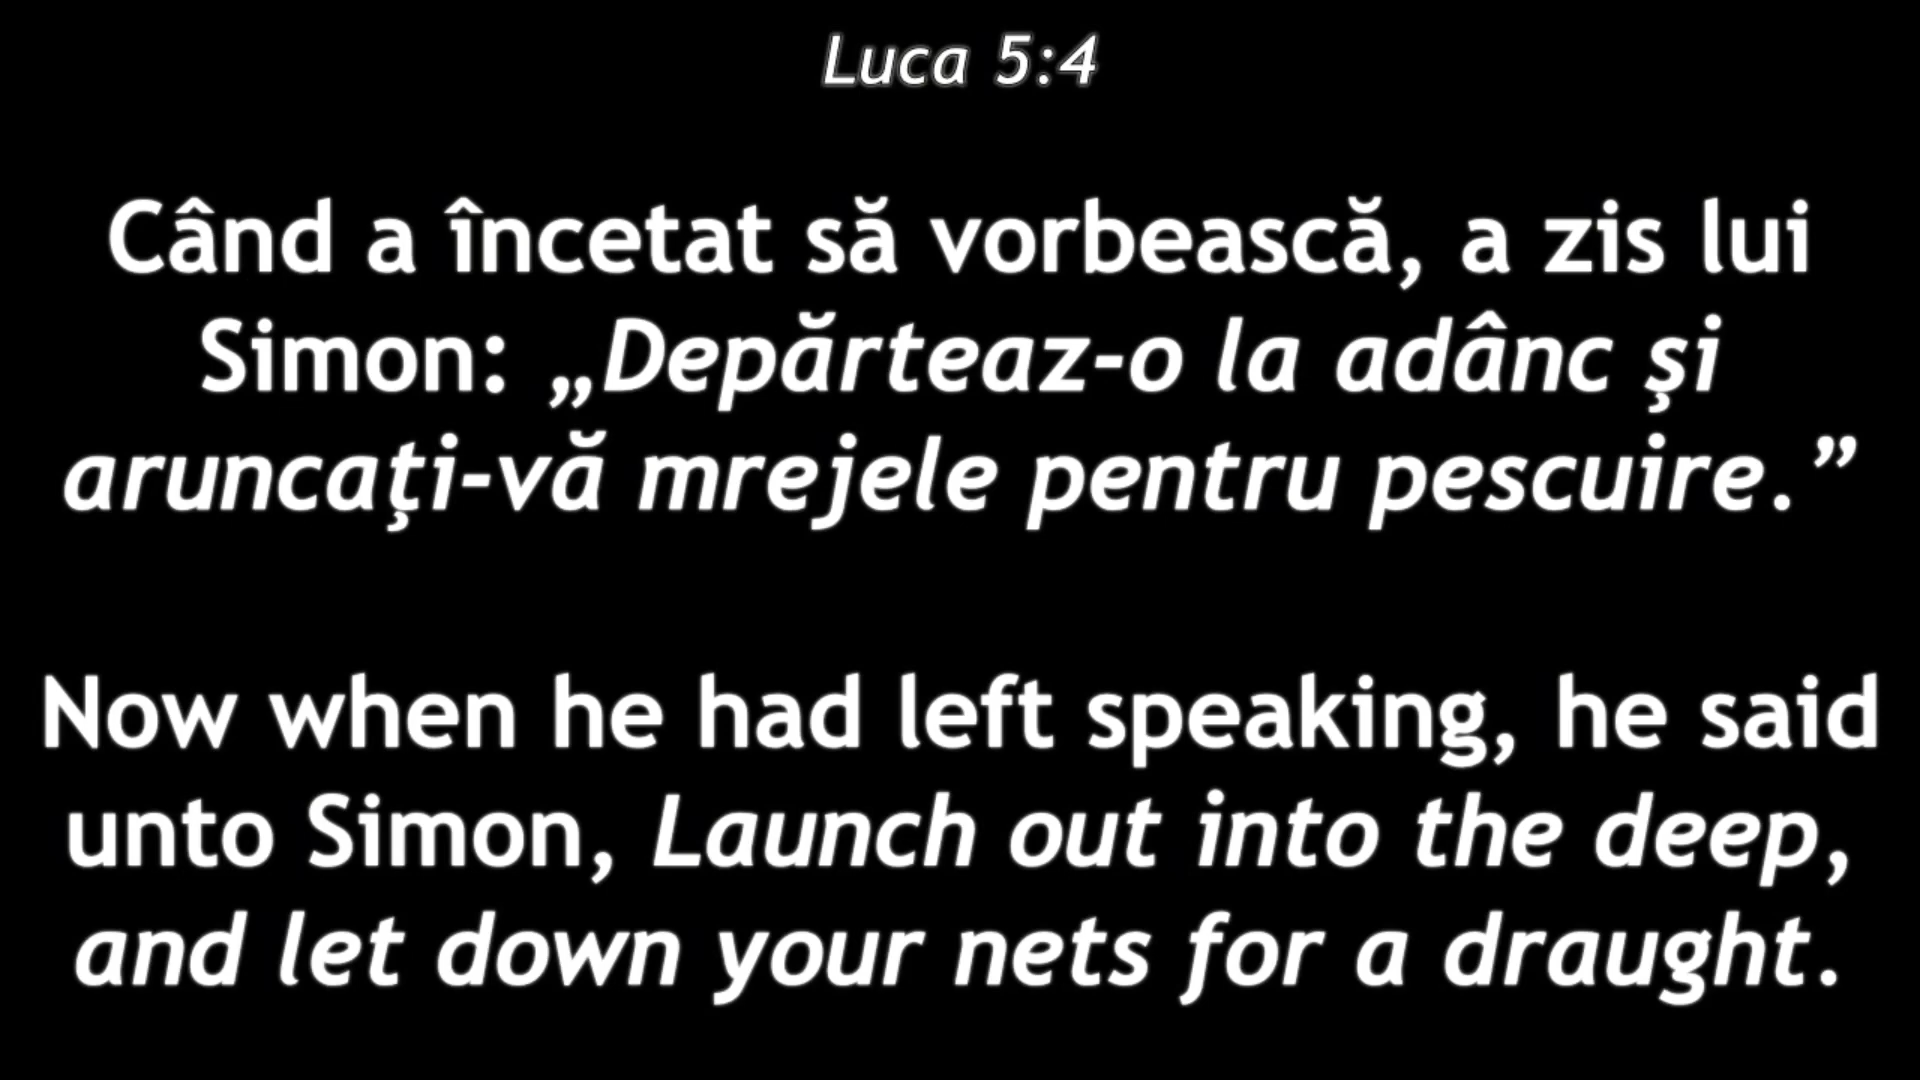 Luca 5:4
Când a încetat să vorbească, a zis lui
Simon: „Depărteaz-o la adânc şi
aruncaţi-vă mrejele pentru pescuire.”
Now when he had left speaking, he said
unto Simon, Launch out into the deep,
and let down your nets for a draught.